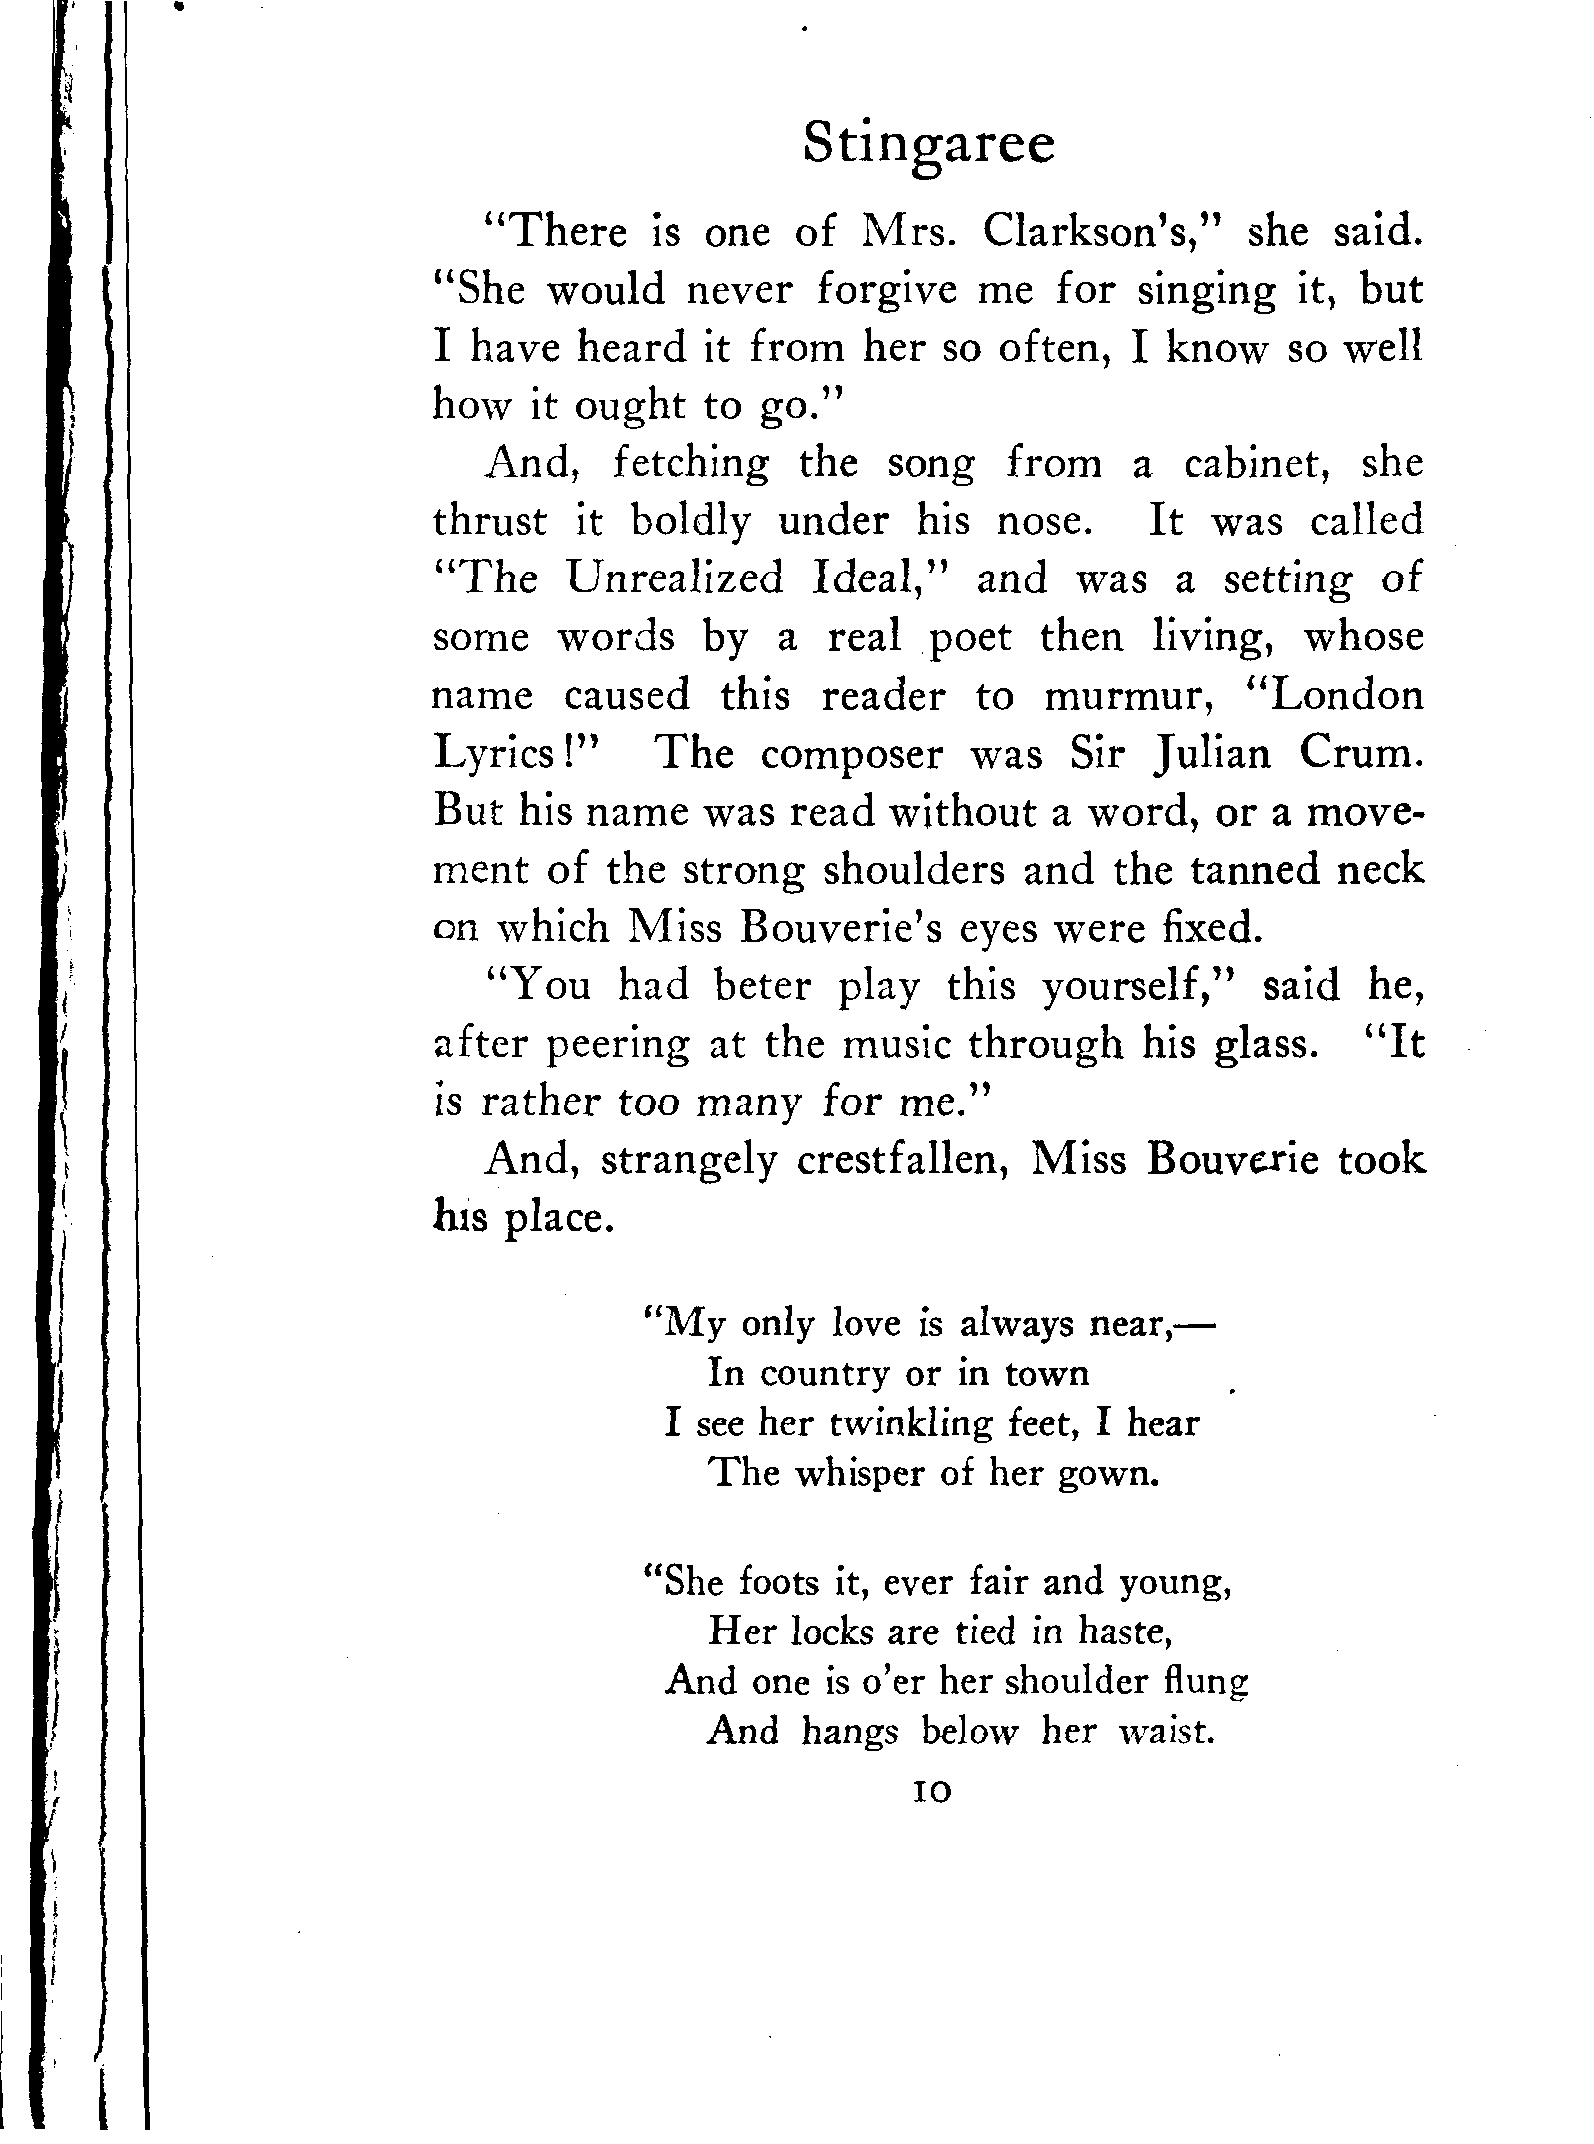 Stingaree
"There is one of Mrs. Clarkson's," she said.
"She would never forgive me for singing it, but
I have heard it from her so often, I know so well
how it ought to go."
And, fetching the song from a cabinet, she
thrust it boldly under his nose. It was called
"The Unrealized Ideal," and was a setting of
some words by a real poet then living, whose
name caused this reader to murmur, "London
Lyrics!" The composer was Sir Julian Crum.
But his name was read without a word, or a move-
ment of the strong shoulders and the tanned neck
on which Miss Bouverie's eyes were fixed.
"You had beter play this yourself," said he,
after peering at the music through his glass. "It
is rather too many for me."
And, strangely crestfallen, Miss Bouverie took
his place.
"My only love is always near,—
In country or in town
I see her twinkling feet, I hear
The whisper of her gown.
"She foots it, ever fair and young,
Her locks are tied in haste,
And one is o'er her shoulder flung
And hangs below her waist.
10